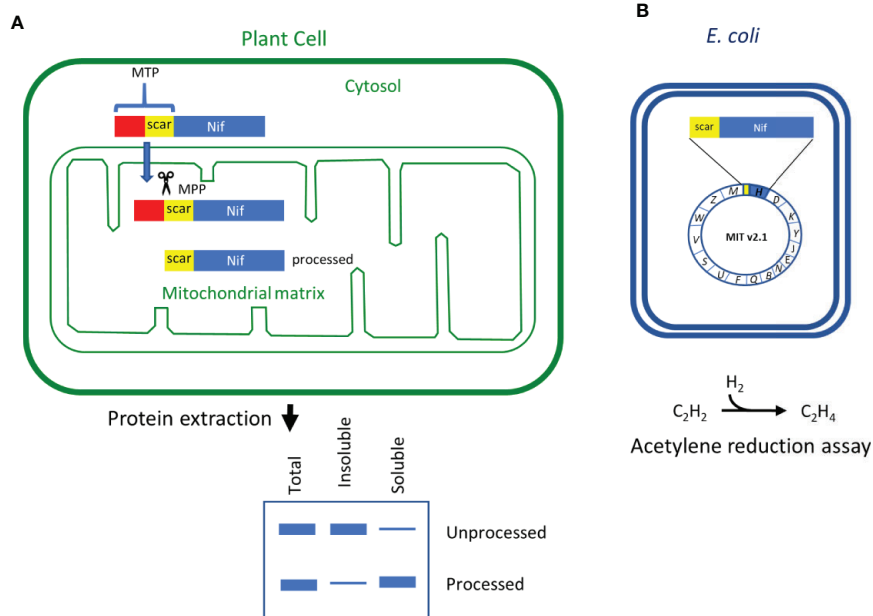 A
Plant Cell
MTP
Cytosol
scar Nif
MPP
scar Nif
scar Nif processed
Mitochondrial matrix
Protein extraction
Total
Insoluble
Soluble
Unprocessed
Processed
B
E. coli
scar Nif
M H D K Y J E N B Q F U S V W Z
MIT v2.1
H₂
C₂H₂ C₂H₄
Acetylene reduction assay